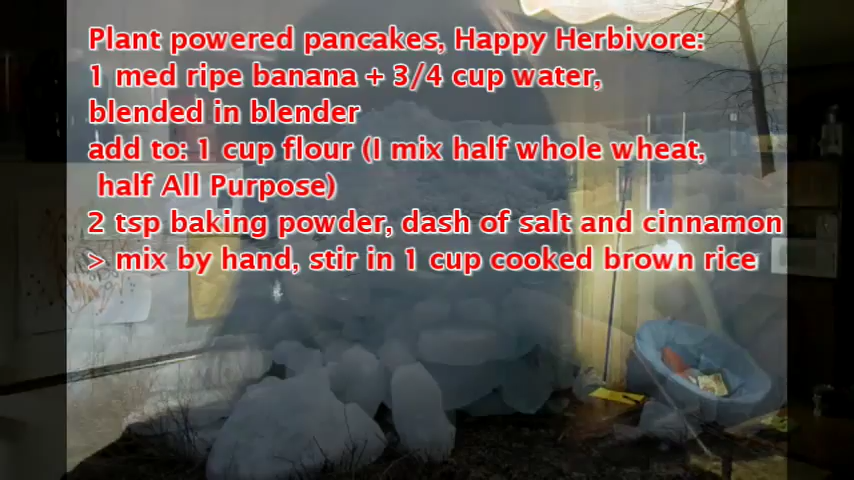 Plant powered pancakes, Happy Herbivore:
1 med ripe banana + 3/4 cup water,
blended in blender
add to: 1 cup flour (I mix half whole wheat,
half All Purpose)
2 tsp baking powder, dash of salt and cinnamon
> mix by hand, stir in 1 cup cooked brown rice